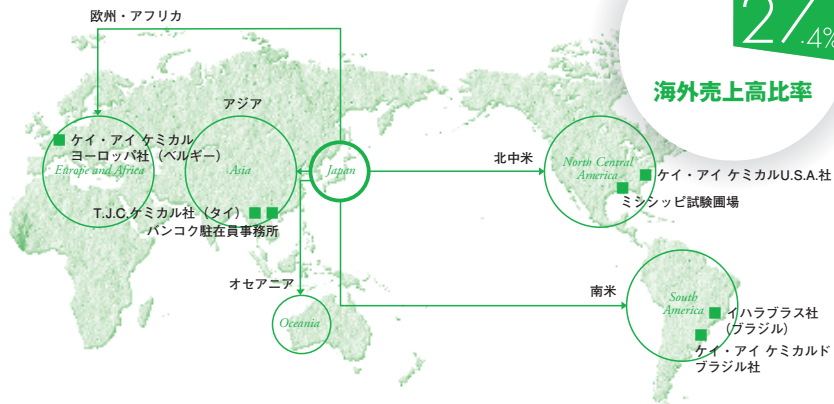 欧州・アフリカ
27.4%
海外売上高比率
アジア
ケイ・アイ ケミカル
ヨーロッパ社（ベルギー）
Europe and Africa
Asia
Japan
北中米
North Central
America
ケイ・アイ ケミカルU.S.A.社
ミシシッピ試験圃場
T.J.C.ケミカル社（タイ）
バンコク駐在員事務所
オセアニア
Oceania
南米
South
America
イハラブラス社
（ブラジル）
ケイ・アイ ケミカルド
ブラジル社